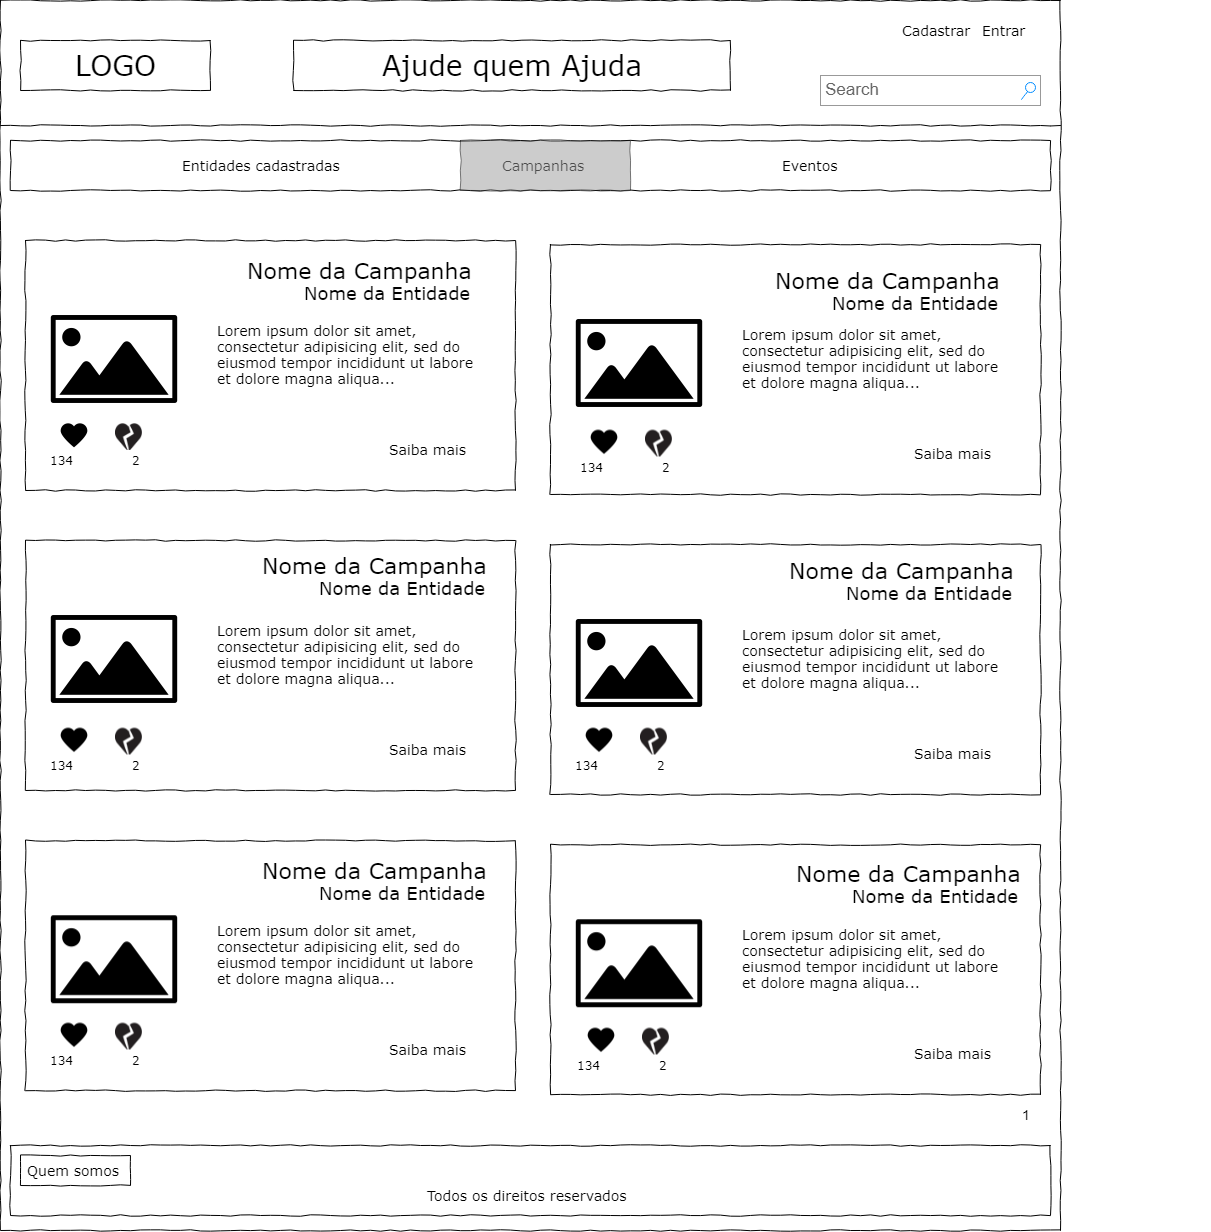 Cadastrar Entrar
LOGO
Ajude quem Ajuda
Search
Entidades cadastradas
Campanhas
Eventos
Nome da Campanha
Nome da Entidade
Lorem ipsum dolor sit amet,
consectetur adipisicing elit, sed do
eiusmod tempor incididunt ut labore
et dolore magna aliqua...
134 2
Saiba mais
Nome da Campanha
Nome da Entidade
Lorem ipsum dolor sit amet,
consectetur adipisicing elit, sed do
eiusmod tempor incididunt ut labore
et dolore magna aliqua...
134 2
Saiba mais
Nome da Campanha
Nome da Entidade
Lorem ipsum dolor sit amet,
consectetur adipisicing elit, sed do
eiusmod tempor incididunt ut labore
et dolore magna aliqua...
134 2
Saiba mais
Nome da Campanha
Nome da Entidade
Lorem ipsum dolor sit amet,
consectetur adipisicing elit, sed do
eiusmod tempor incididunt ut labore
et dolore magna aliqua...
134 2
Saiba mais
Nome da Campanha
Nome da Entidade
Lorem ipsum dolor sit amet,
consectetur adipisicing elit, sed do
eiusmod tempor incididunt ut labore
et dolore magna aliqua...
134 2
Saiba mais
Nome da Campanha
Nome da Entidade
Lorem ipsum dolor sit amet,
consectetur adipisicing elit, sed do
eiusmod tempor incididunt ut labore
et dolore magna aliqua...
134 2
Saiba mais
1
Quem somos
Todos os direitos reservados